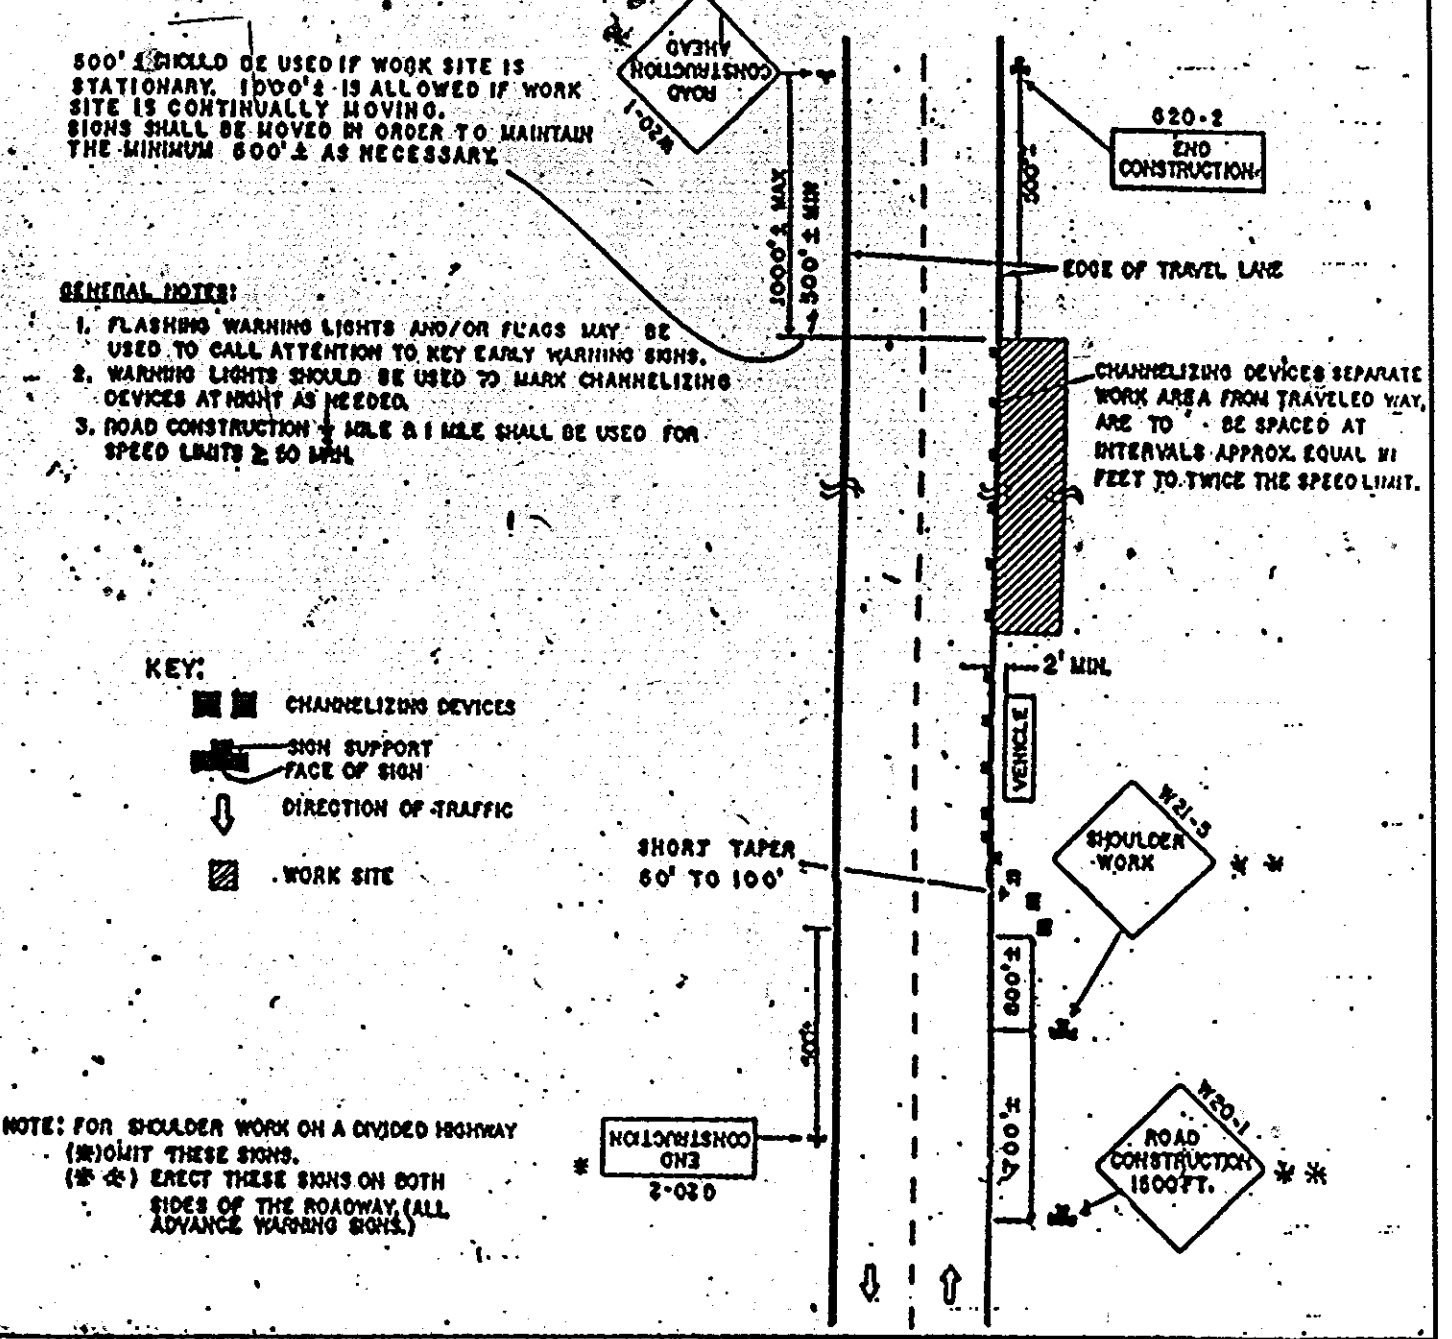 500'± SHOULD BE USED IF WORK SITE IS
STATIONARY. 1000'± IS ALLOWED IF WORK
SITE IS CONTINUALLY MOVING.
SIGNS SHALL BE MOVED IN ORDER TO MAINTAIN
THE MINIMUM 500'± AS NECESSARY.
ROAD
CONSTRUCTION
AHEAD
W20-1
1000'± MAX
500'± MIN
500'±
G20-2
END
CONSTRUCTION
EDGE OF TRAVEL LANE
GENERAL NOTES:
1. FLASHING WARNING LIGHTS AND/OR FLAGS MAY BE
USED TO CALL ATTENTION TO KEY EARLY WARNING SIGNS.
2. WARNING LIGHTS SHOULD BE USED TO MARK CHANNELIZING
DEVICES AT NIGHT AS NEEDED.
3. ROAD CONSTRUCTION MILE & 1 MILE SHALL BE USED FOR
SPEED LIMITS ≥ 50 MPH.
CHANNELIZING DEVICES SEPARATE
WORK AREA FROM TRAVELED WAY,
ARE TO BE SPACED AT
INTERVALS APPROX. EQUAL IN
FEET TO TWICE THE SPEED LIMIT.
2' MIN.
VEHICLE
KEY:
CHANNELIZING DEVICES
SIGN SUPPORT
FACE OF SIGN
DIRECTION OF TRAFFIC
WORK SITE
SHORT TAPER
50' TO 100'
W21-5
SHOULDER
WORK
* *
500'
W20-1
ROAD
CONSTRUCTION
1500 FT.
* *
NOTE: FOR SHOULDER WORK ON A DIVIDED HIGHWAY
(*) OMIT THESE SIGNS.
(* *) ERECT THESE SIGNS ON BOTH
SIDES OF THE ROADWAY. (ALL
ADVANCE WARNING SIGNS.)
*
END
CONSTRUCTION
G20-2